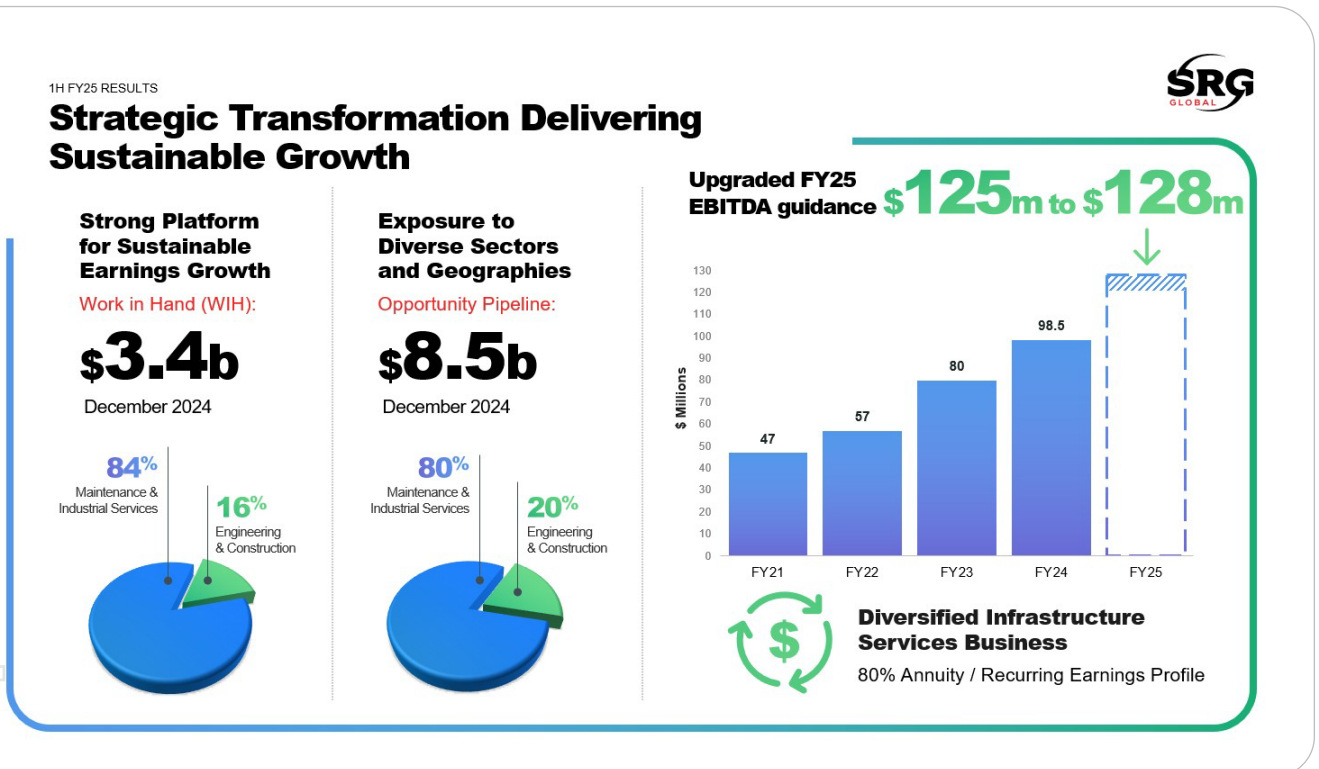 1H FY25 RESULTS
Strategic Transformation Delivering
Sustainable Growth
SRG
GLOBAL
Strong Platform
for Sustainable
Earnings Growth
Work in Hand (WIH):
$3.4b
December 2024
84%
Maintenance &
Industrial Services
16%
Engineering
& Construction
Exposure to
Diverse Sectors
and Geographies
Opportunity Pipeline:
$8.5b
December 2024
80%
Maintenance &
Industrial Services
20%
Engineering
& Construction
Upgraded FY25
EBITDA guidance $125m to $128m
$ Millions
130
120
110
100
90
80
70
60
50
40
30
20
10
0
47
57
80
98.5
FY21
FY22
FY23
FY24
FY25
$
Diversified Infrastructure
Services Business
80% Annuity / Recurring Earnings Profile